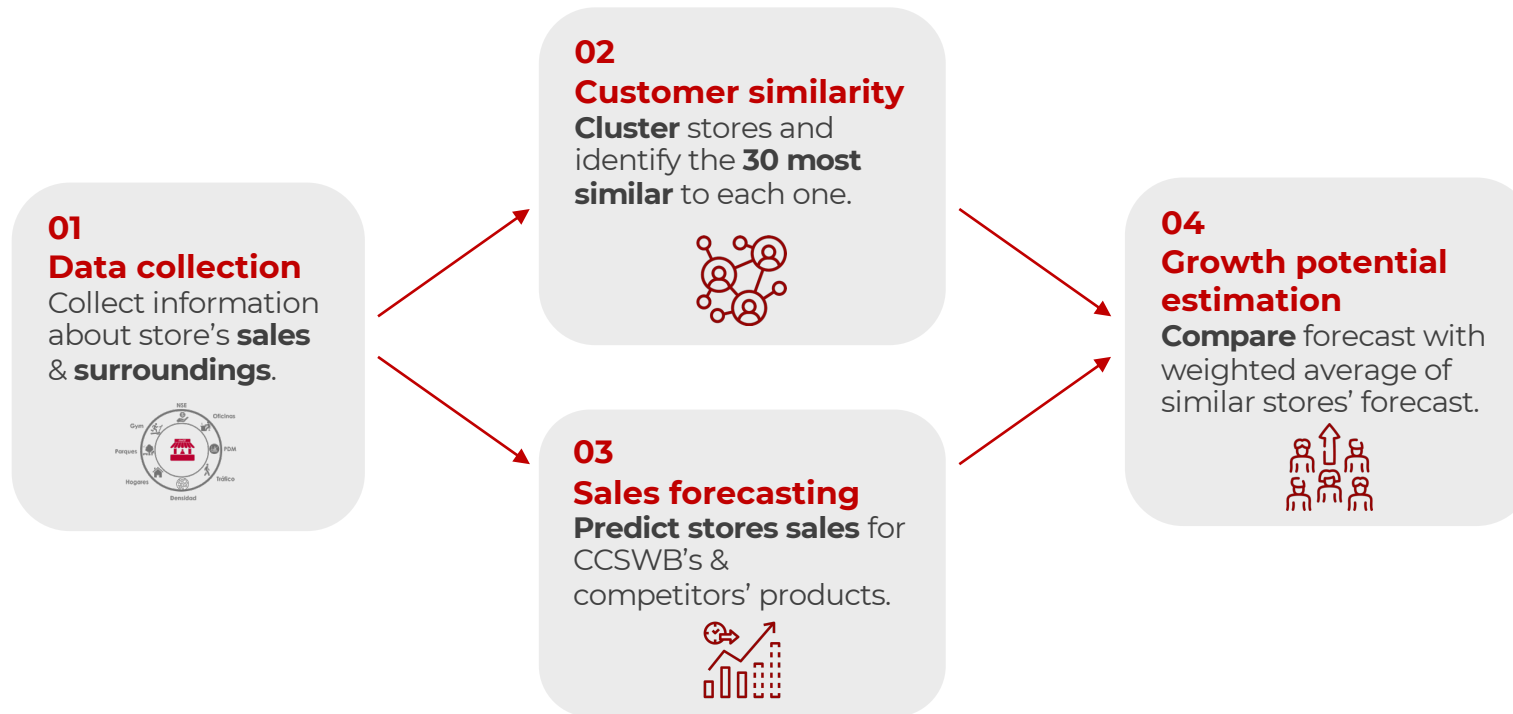 01
Data collection
Collect information
about store’s sales
& surroundings.
NSE
Oficinas
PDM
Tráfico
Densidad
Hogares
Parques
Gym
02
Customer similarity
Cluster stores and
identify the 30 most
similar to each one.
03
Sales forecasting
Predict stores sales for
CCSWB’s &
competitors’ products.
04
Growth potential
estimation
Compare forecast with
weighted average of
similar stores’ forecast.